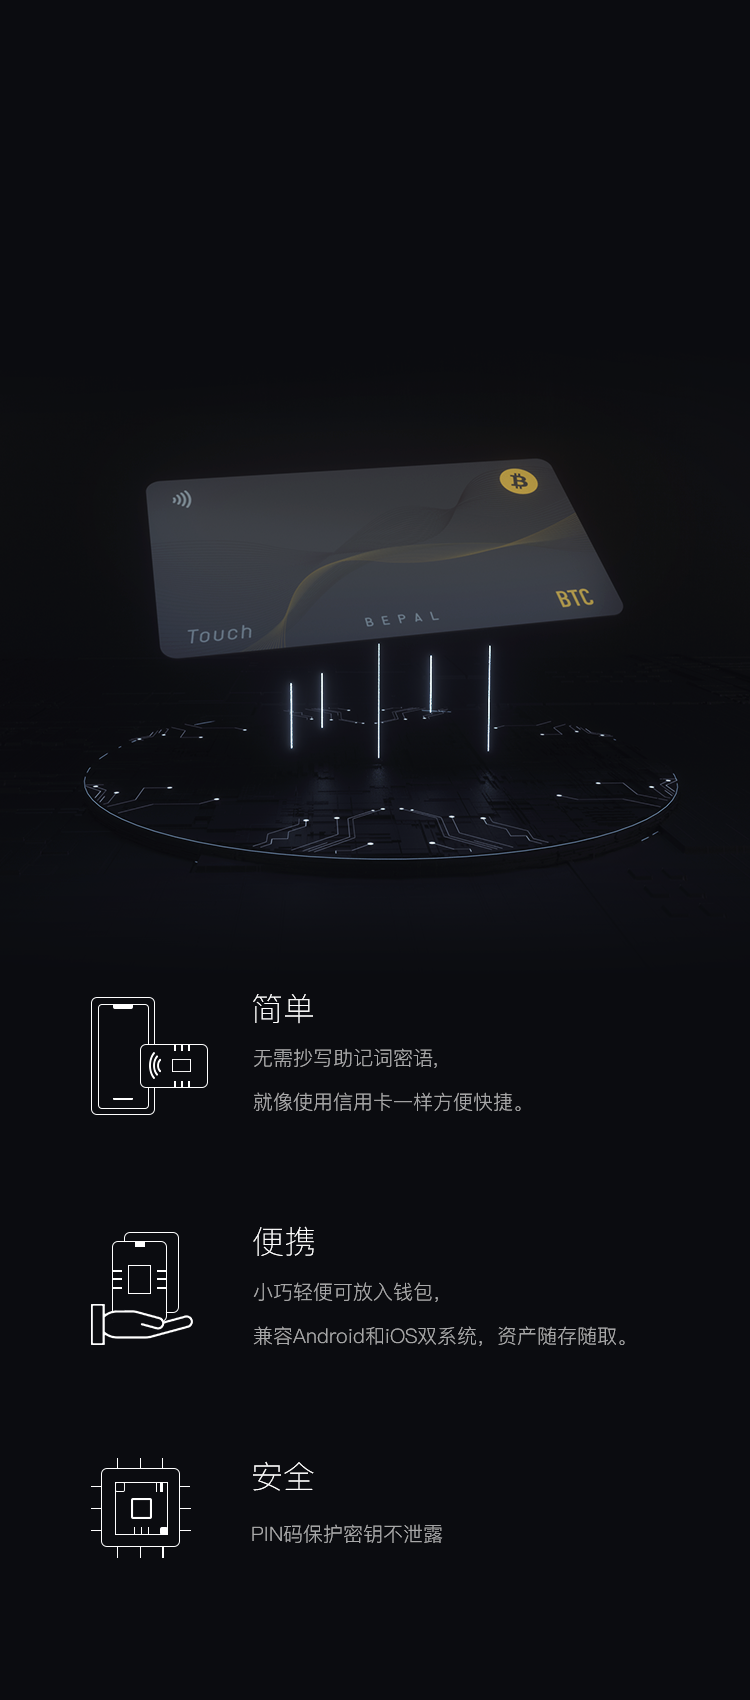 BTC
Touch
BEPAL
简单
无需抄写助记词密语，
就像使用信用卡一样方便快捷。
便携
小巧轻便可放入钱包，
兼容Android和iOS双系统，资产随存随取。
安全
PIN码保护密钥不泄露